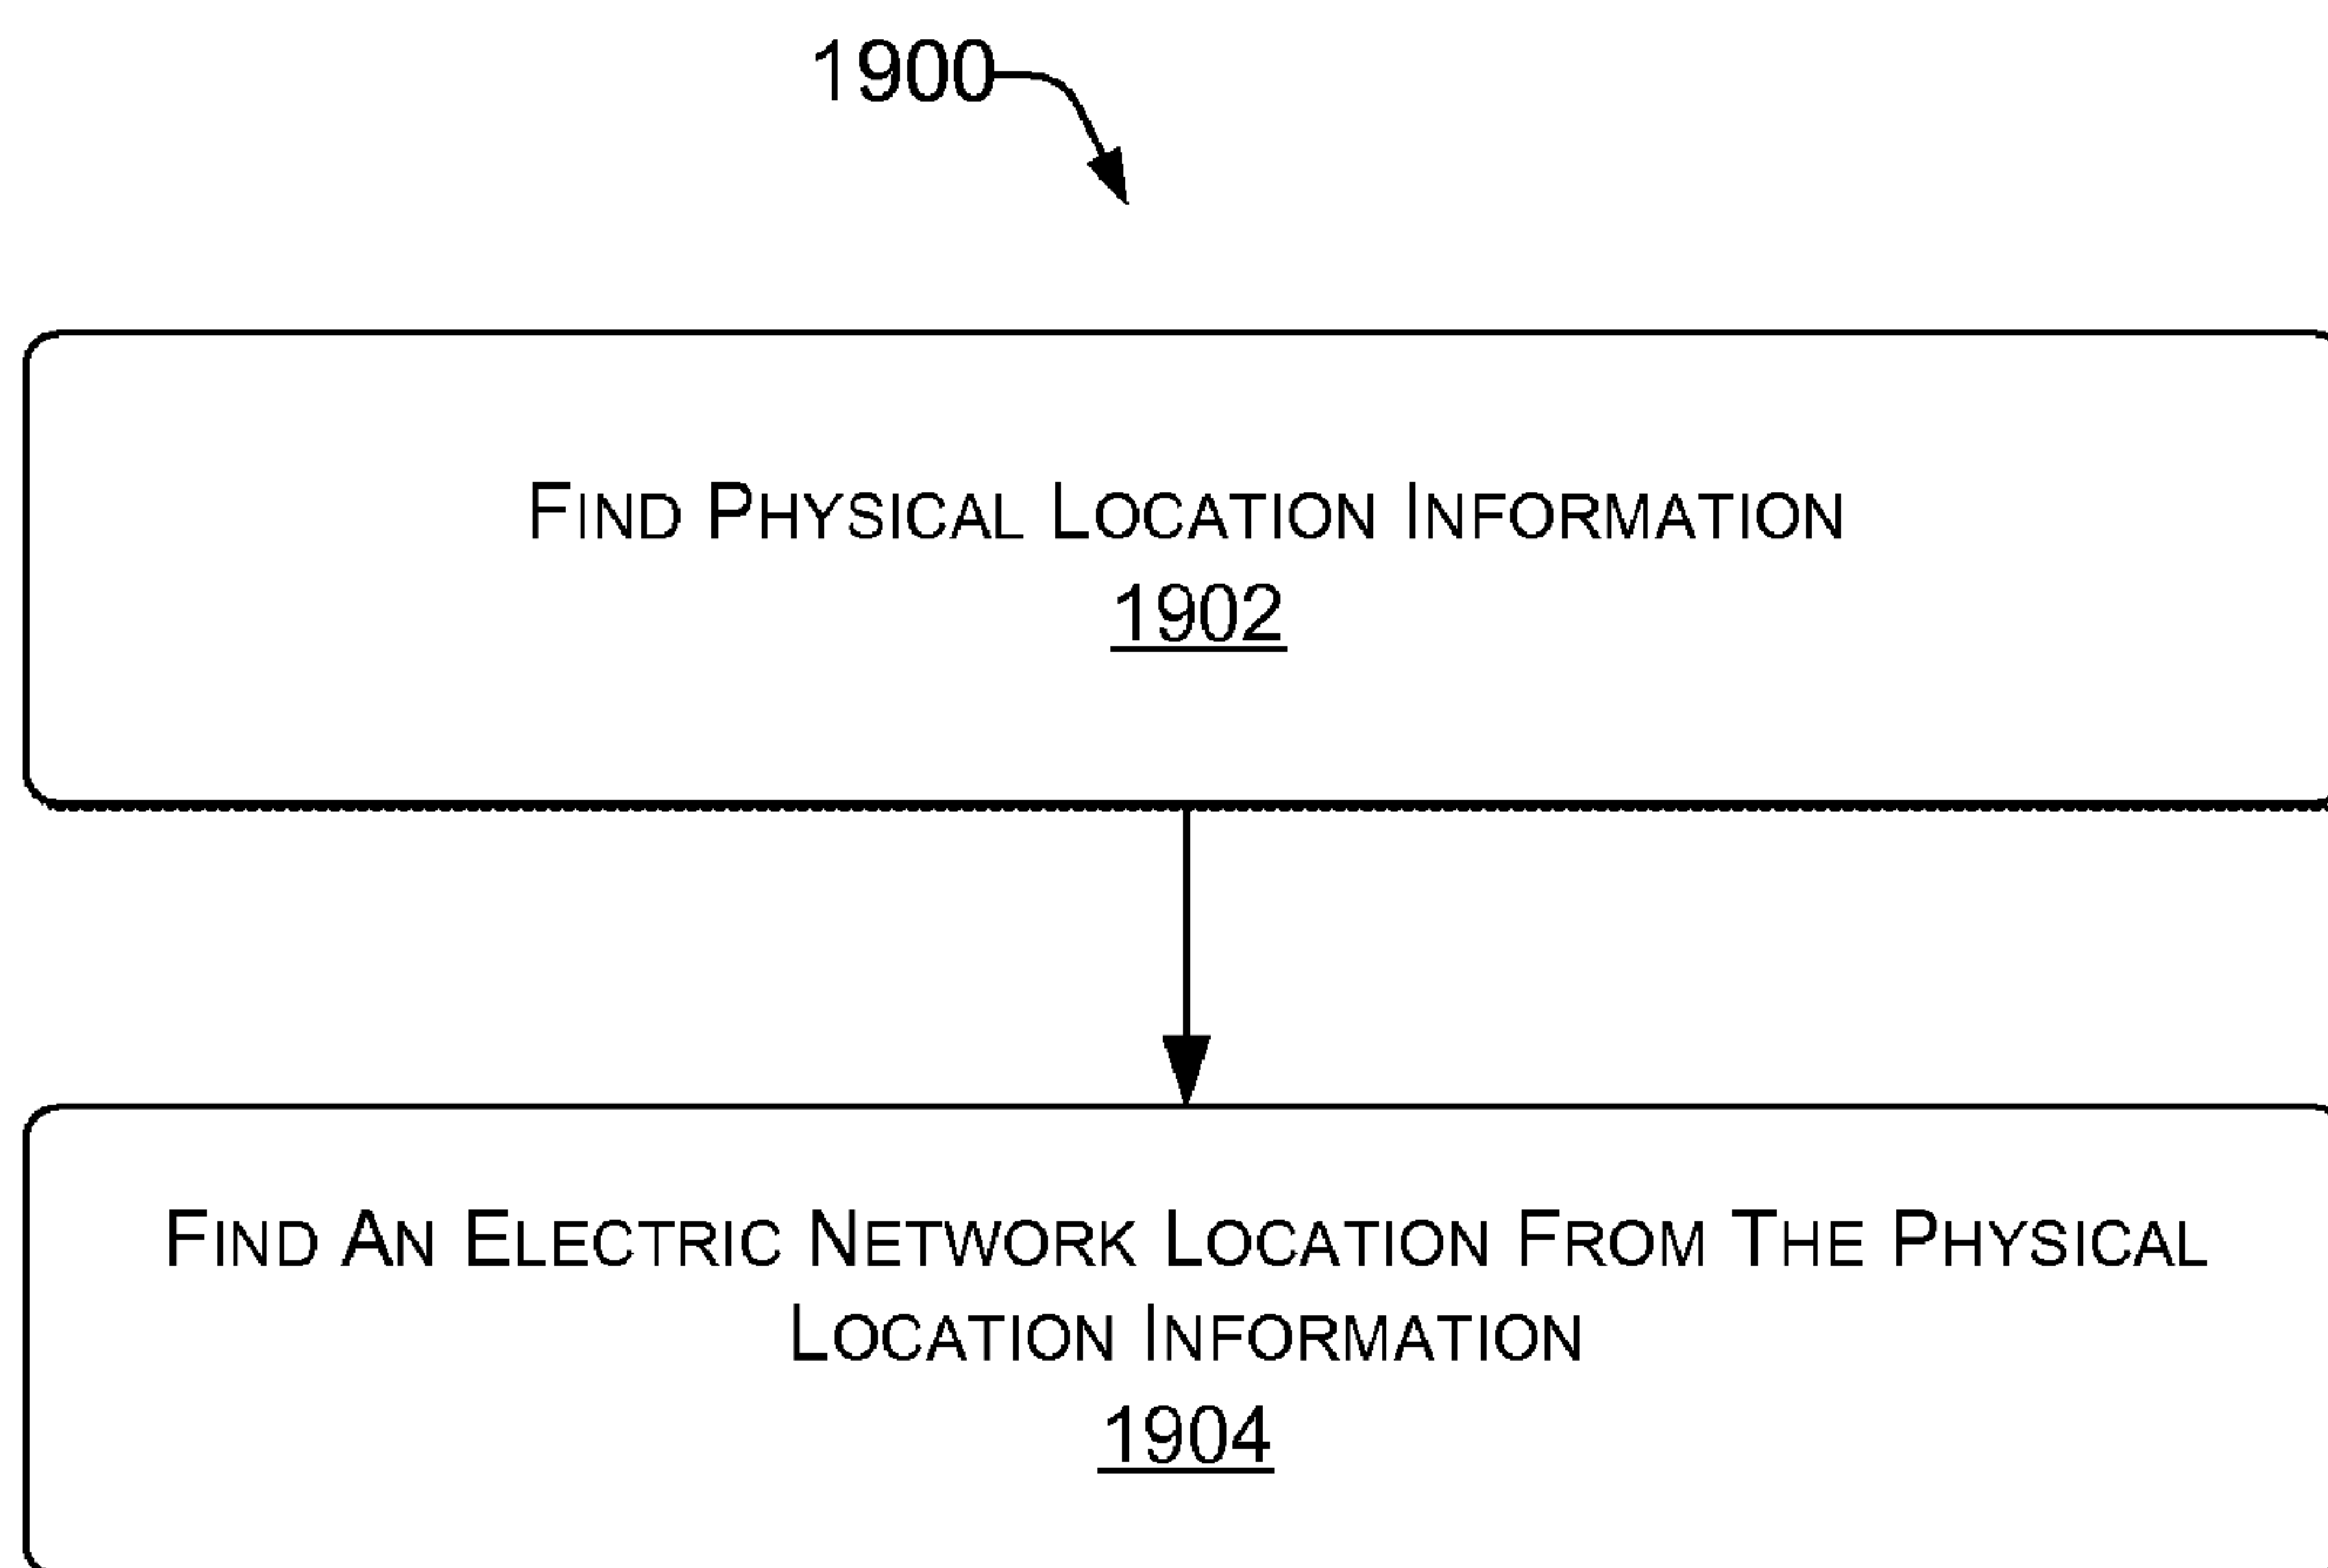 1900
FIND PHYSICAL LOCATION INFORMATION
1902
FIND AN ELECTRIC NETWORK LOCATION FROM THE PHYSICAL
LOCATION INFORMATION
1904